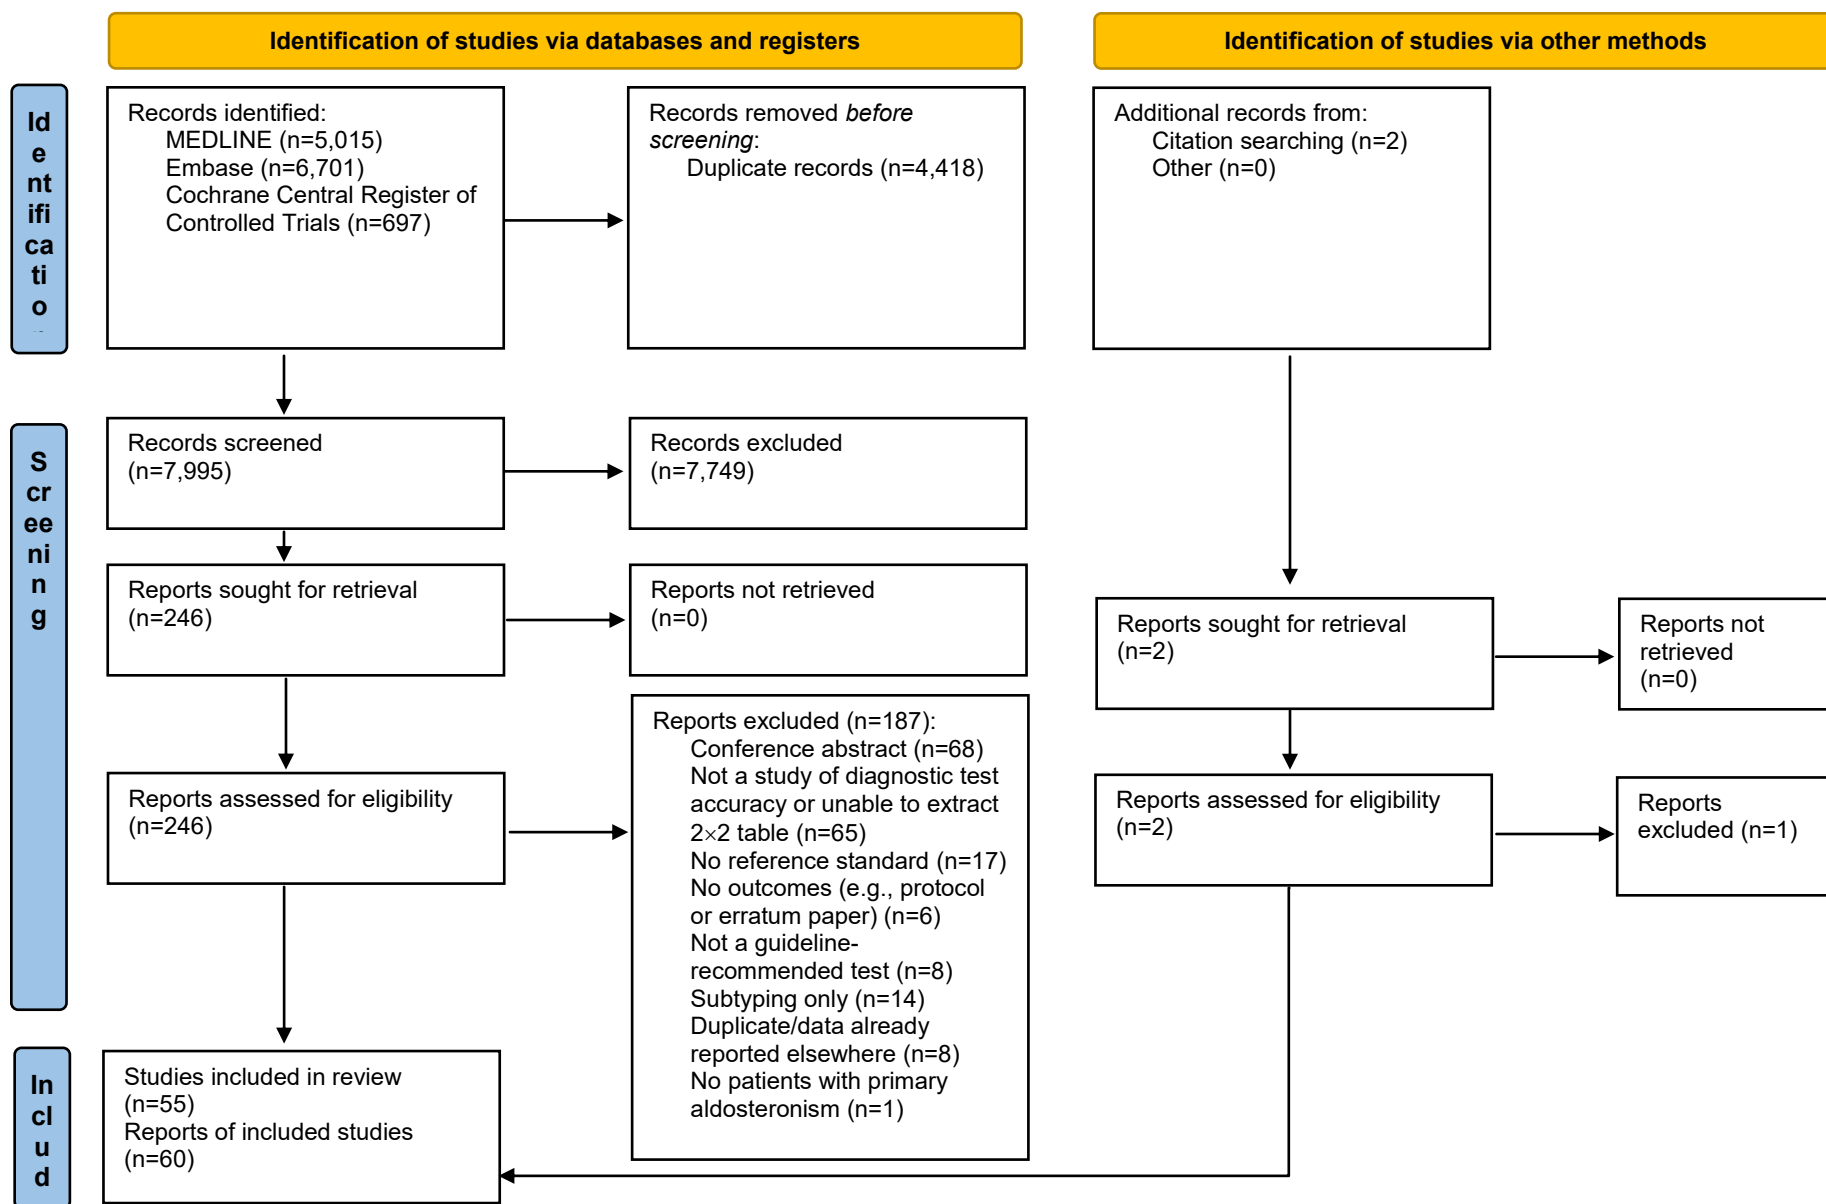 Identification of studies via databases and registers
Identification of studies via other methods
Id
e
nt
ifi
ca
ti
o
Records identified:
MEDLINE (n=5,015)
Embase (n=6,701)
Cochrane Central Register of
Controlled Trials (n=697)
Records removed before
screening:
Duplicate records (n=4,418)
Additional records from:
Citation searching (n=2)
Other (n=0)
S
cr
ee
ni
n
g
Records screened
(n=7,995)
Records excluded
(n=7,749)
Reports sought for retrieval
(n=246)
Reports not retrieved
(n=0)
Reports sought for retrieval
(n=2)
Reports not
retrieved
(n=0)
Reports assessed for eligibility
(n=246)
Reports excluded (n=187):
Conference abstract (n=68)
Not a study of diagnostic test
accuracy or unable to extract
2×2 table (n=65)
No reference standard (n=17)
No outcomes (e.g., protocol
or erratum paper) (n=6)
Not a guideline-
recommended test (n=8)
Subtyping only (n=14)
Duplicate/data already
reported elsewhere (n=8)
No patients with primary
aldosteronism (n=1)
Reports assessed for eligibility
(n=2)
Reports
excluded (n=1)
In
cl
u
d
Studies included in review
(n=55)
Reports of included studies
(n=60)